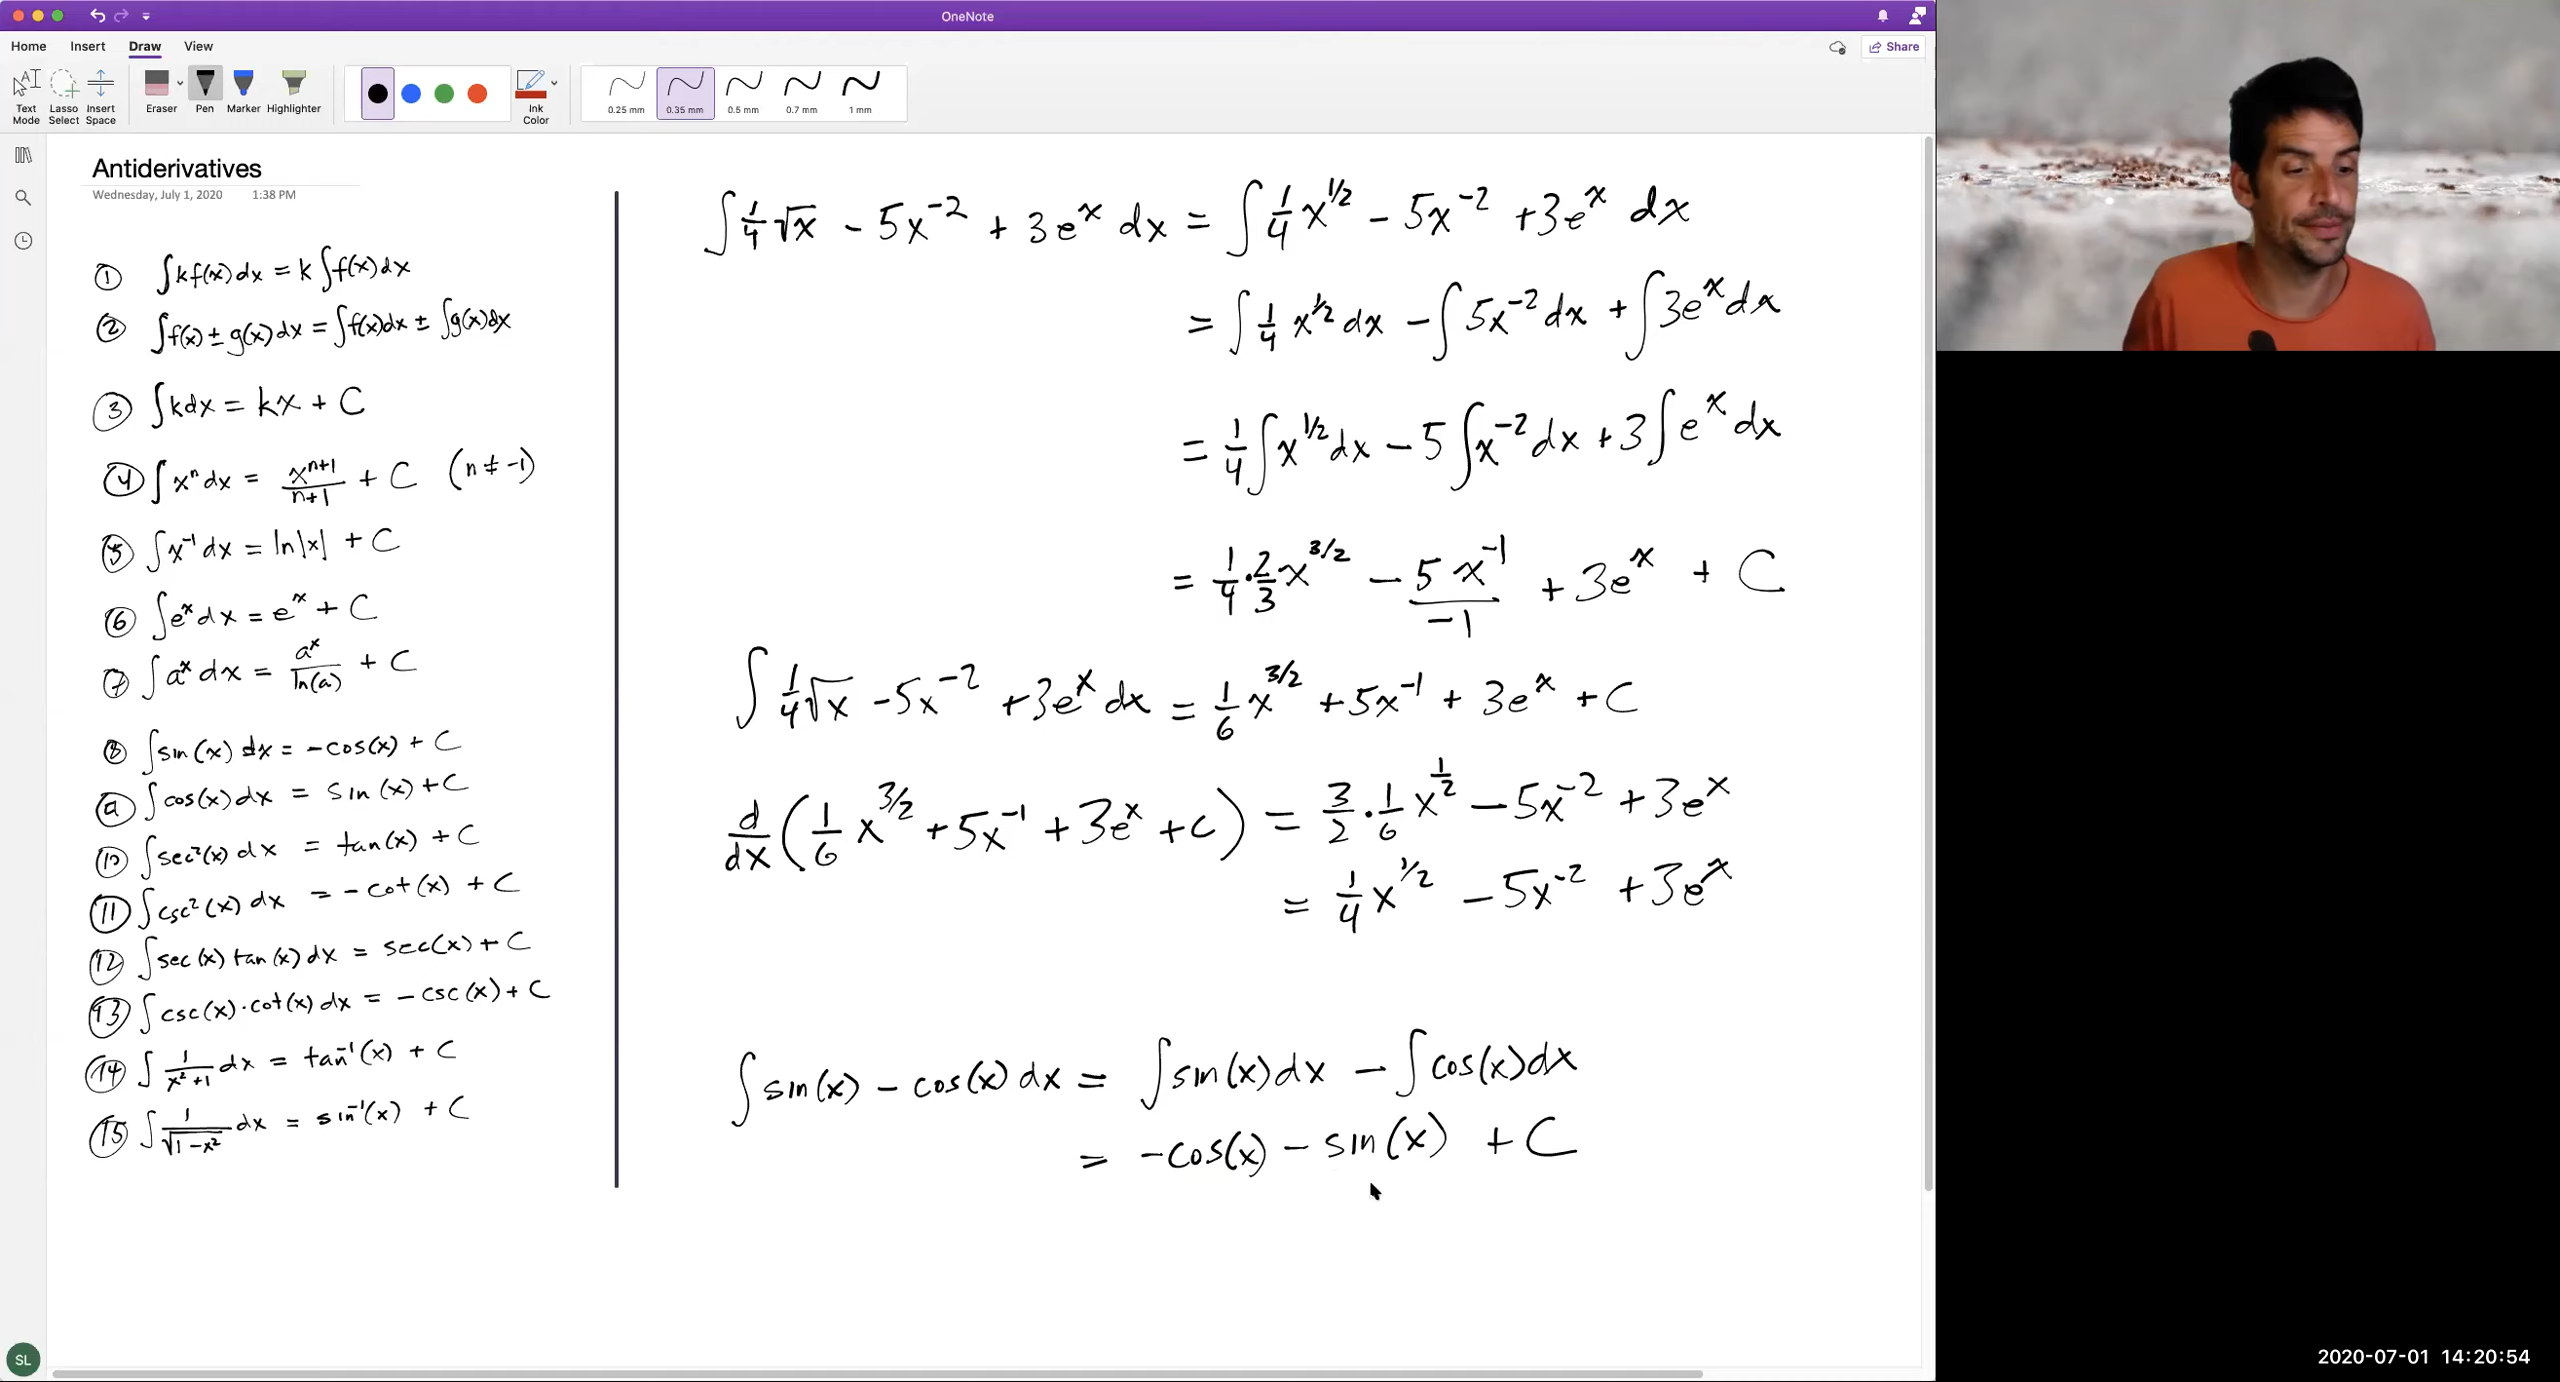 OneNote
Home Insert Draw View
Share
Text Mode
Lasso Select
Insert Space
Eraser
Pen
Marker
Highlighter
Ink Color
0.25 mm
0.35 mm
0.5 mm
0.7 mm
1 mm
Antiderivatives
Wednesday, July 1, 2020 1:38 PM
① ∫kf(x)dx = k∫f(x)dx
② ∫f(x) ± g(x)dx = ∫f(x)dx ± ∫g(x)dx
③ ∫kdx = kx + C
④ ∫xⁿdx = xⁿ⁺¹/n+1 + C (n ≠ -1)
⑤ ∫x⁻¹dx = ln|x| + C
⑥ ∫eˣdx = eˣ + C
⑦ ∫aˣdx = aˣ/ln(a) + C
⑧ ∫sin(x)dx = -cos(x) + C
⑨ ∫cos(x)dx = sin(x) + C
⑩ ∫sec²(x)dx = tan(x) + C
⑪ ∫csc²(x)dx = -cot(x) + C
⑫ ∫sec(x)tan(x)dx = sec(x) + C
⑬ ∫csc(x)·cot(x)dx = -csc(x) + C
⑭ ∫1/x²+1 dx = tan⁻¹(x) + C
⑮ ∫1/√1-x² dx = sin⁻¹(x) + C
∫¼√x - 5x⁻² + 3eˣ dx = ∫¼x^1/2 - 5x⁻² + 3eˣ dx
= ∫¼x^1/2 dx - ∫5x⁻²dx + ∫3eˣdx
= ¼∫x^1/2 dx - 5∫x⁻²dx + 3∫eˣdx
= ¼·⅔x^3/2 - 5x⁻¹/-1 + 3eˣ + C
∫¼√x - 5x⁻² + 3eˣdx = ⅙x^3/2 + 5x⁻¹ + 3eˣ + C
d/dx(⅙x^3/2 + 5x⁻¹ + 3eˣ + C) = 3/2·⅙x^1/2 - 5x⁻² + 3eˣ
= ¼x^1/2 - 5x⁻² + 3eˣ
∫sin(x) - cos(x)dx = ∫sin(x)dx - ∫cos(x)dx
= -cos(x) - sin(x) + C
SL
2020-07-01 14:20:54